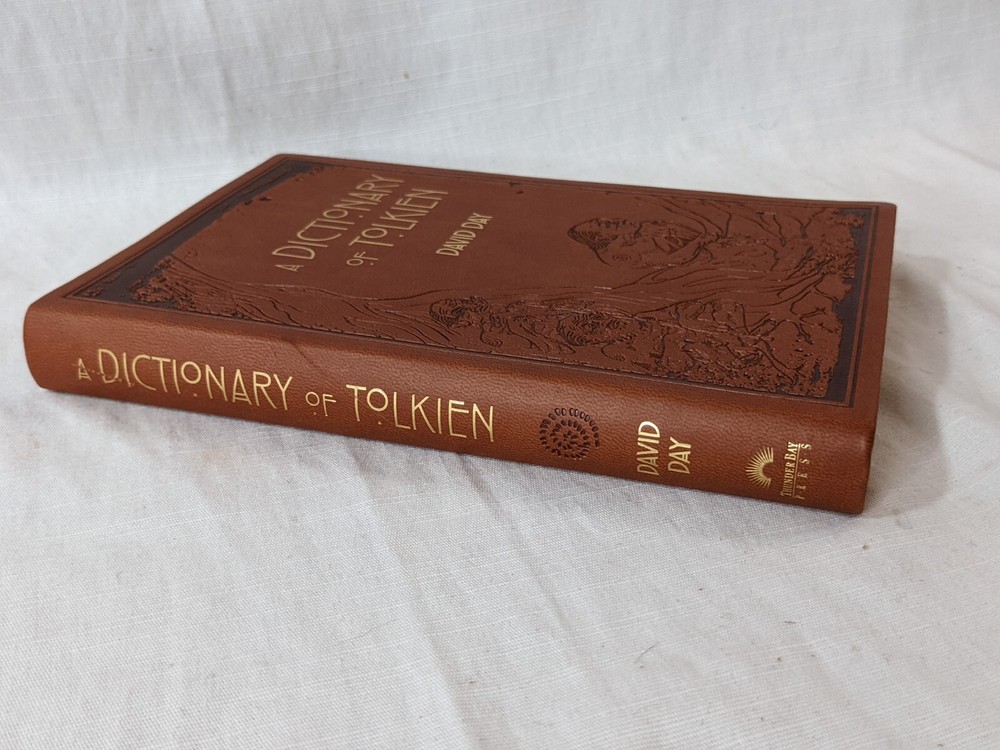 A DICTIONARY
OF TOLKIEN
DAVID DAY
A DICTIONARY OF TOLKIEN
DAVID
DAY
THUNDER BAY
PRESS